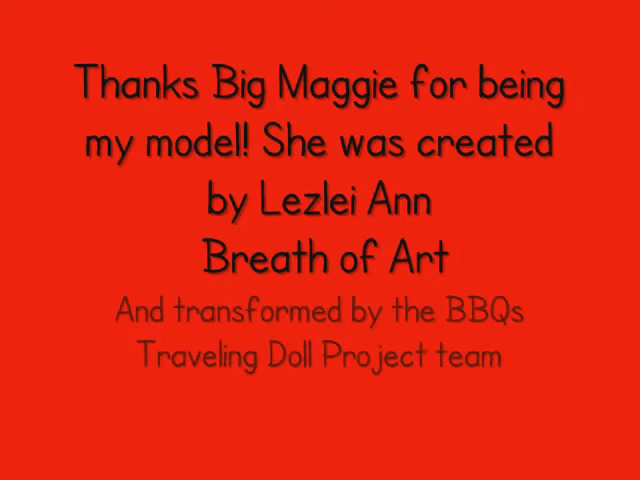 Thanks Big Maggie for being
my model! She was created
by Lezlei Ann
Breath of Art
And transformed by the BBQs
Traveling Doll Project team